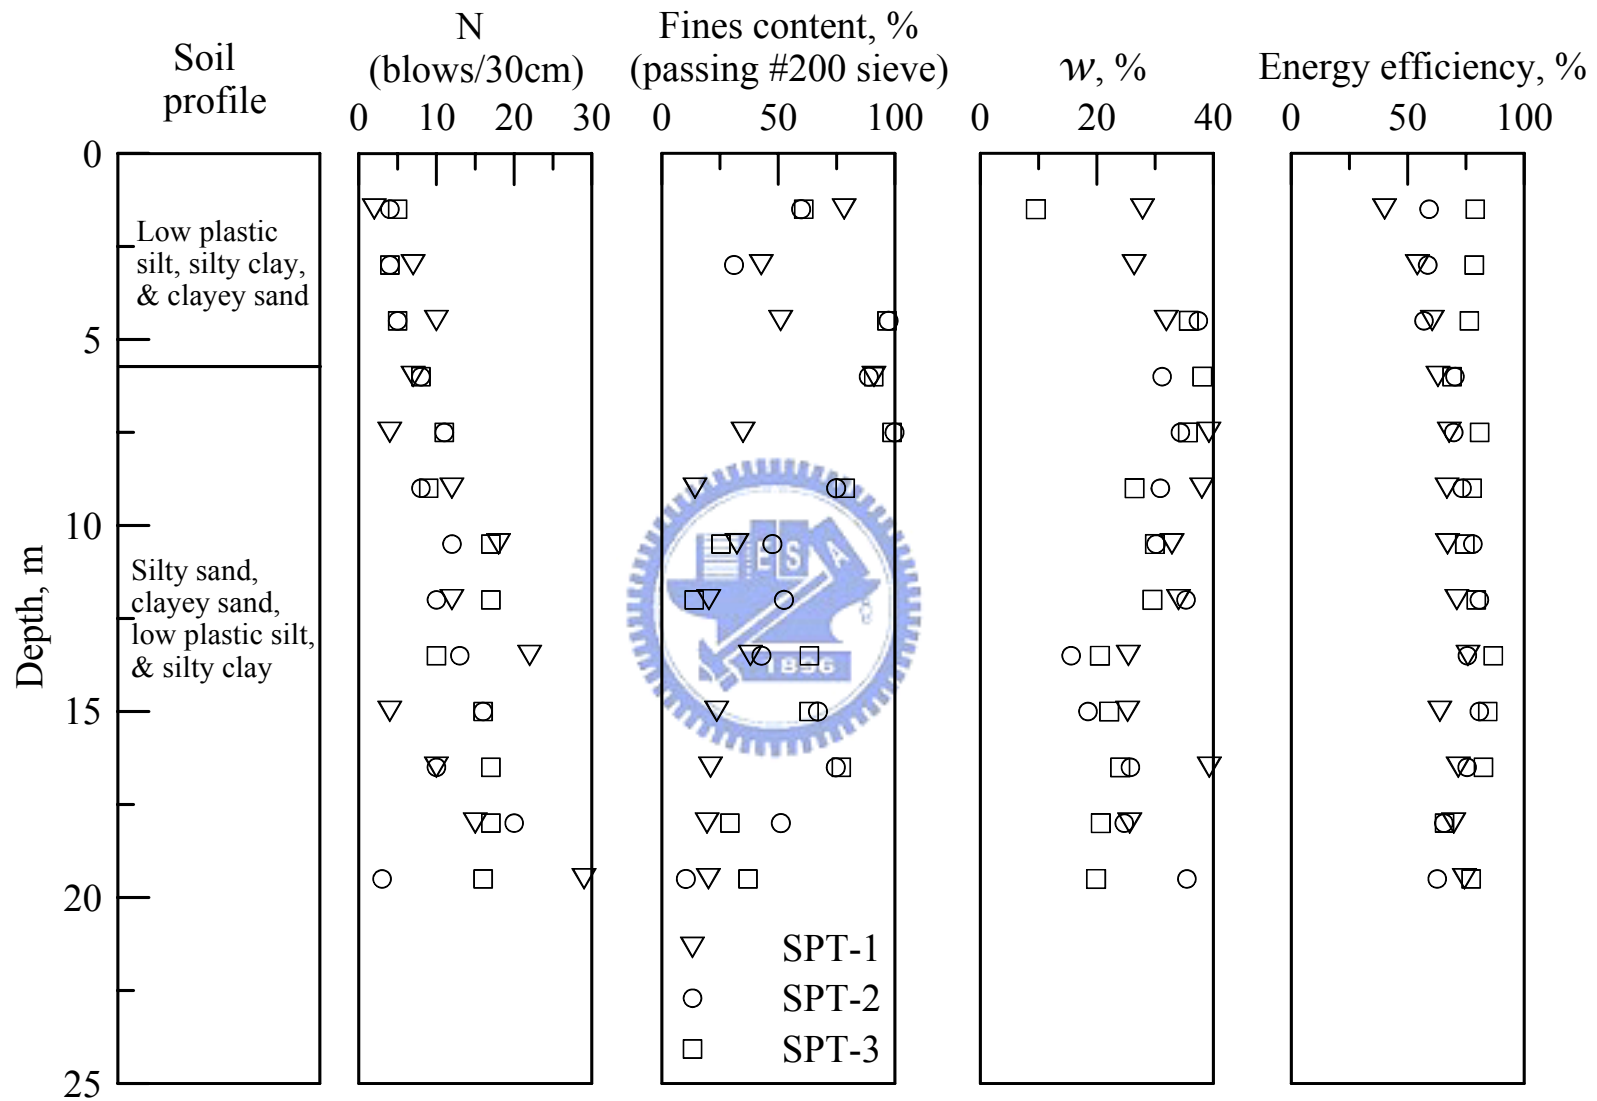 Soil
profile
N
(blows/30cm)
Fines content, %
(passing #200 sieve)
w, %
Energy efficiency, %
0 10 20 30
0 50 100
0 20 40
0 50 100
Depth, m
0
5
10
15
20
25
Low plastic
silt, silty clay,
& clayey sand
Silty sand,
clayey sand,
low plastic silt,
& silty clay
E S A
1896
SPT-1
SPT-2
SPT-3